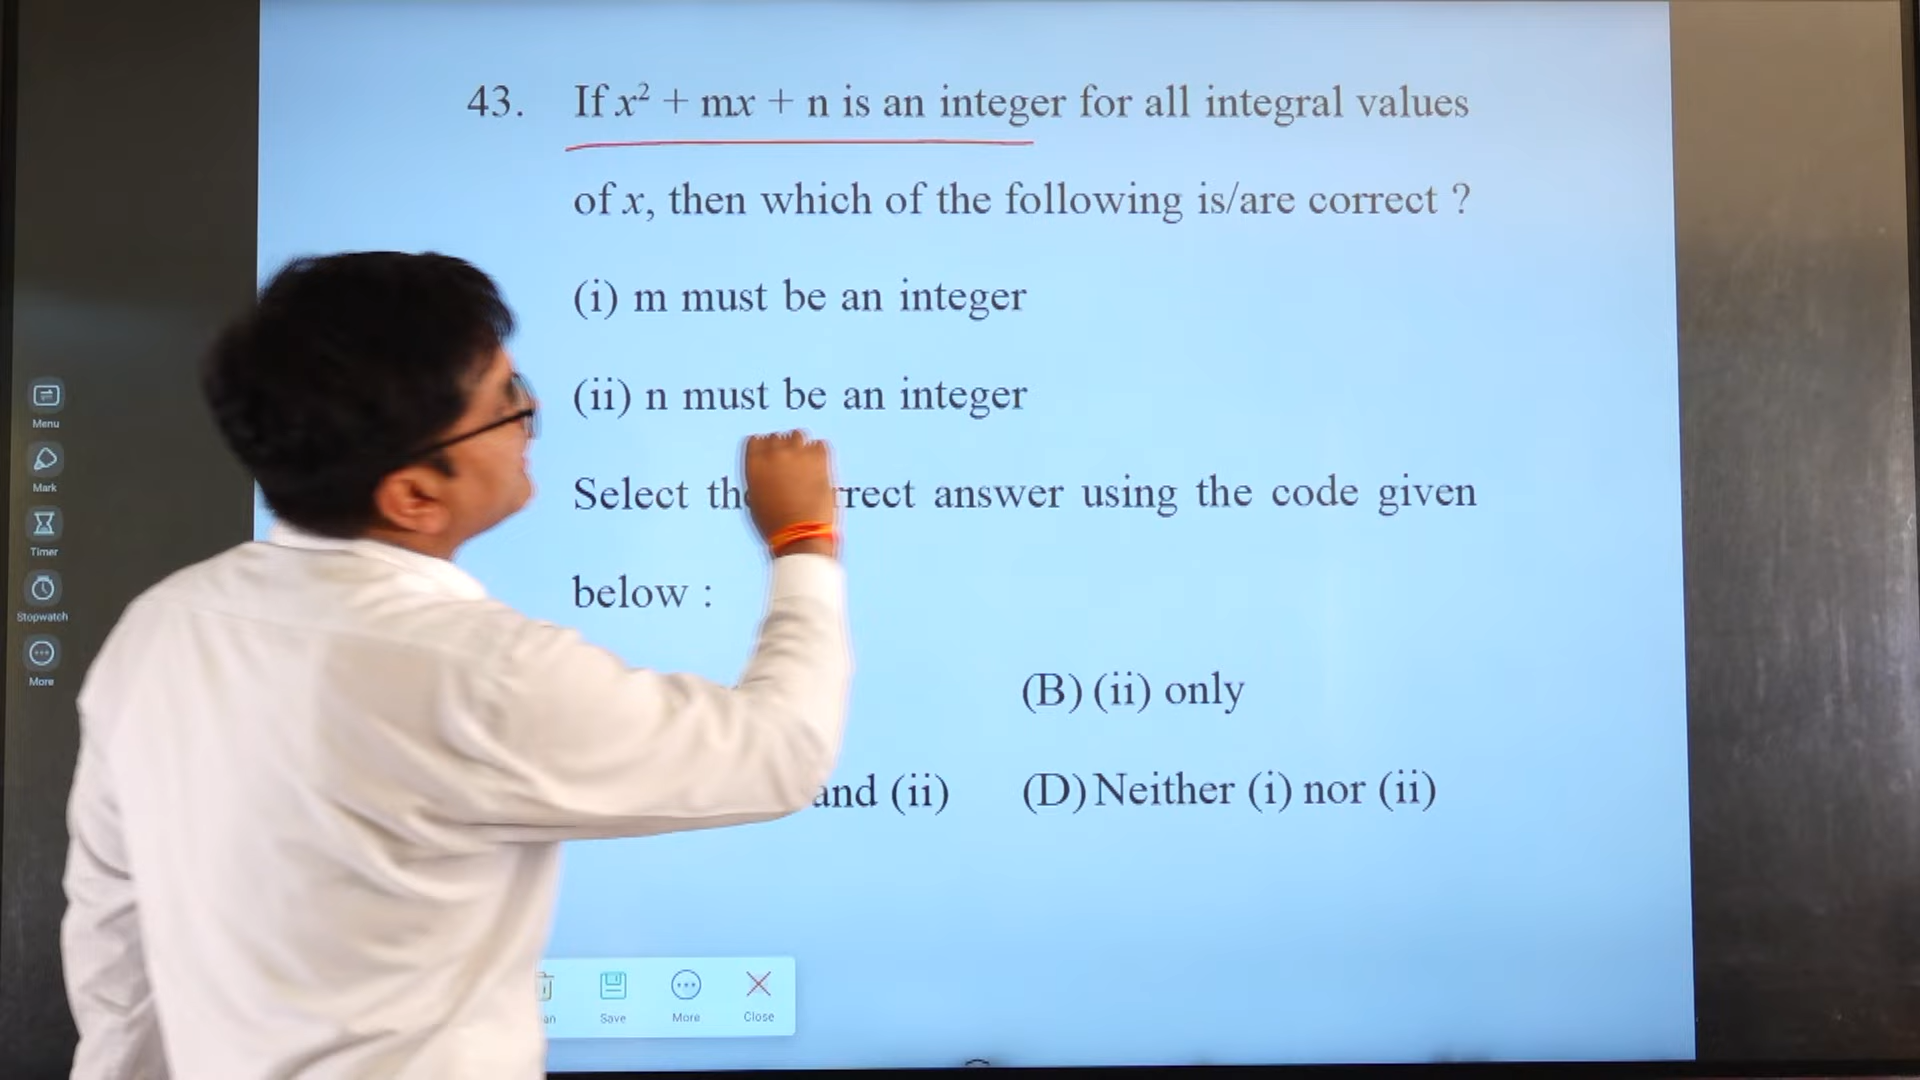 43. If x² + mx + n is an integer for all integral values
of x, then which of the following is/are correct ?
(i) m must be an integer
(ii) n must be an integer
Select answer using the code given
below :
(B) (ii) only
and (ii) (D) Neither (i) nor (ii)
Menu
Mark
Timer
Stopwatch
More
Save More Close